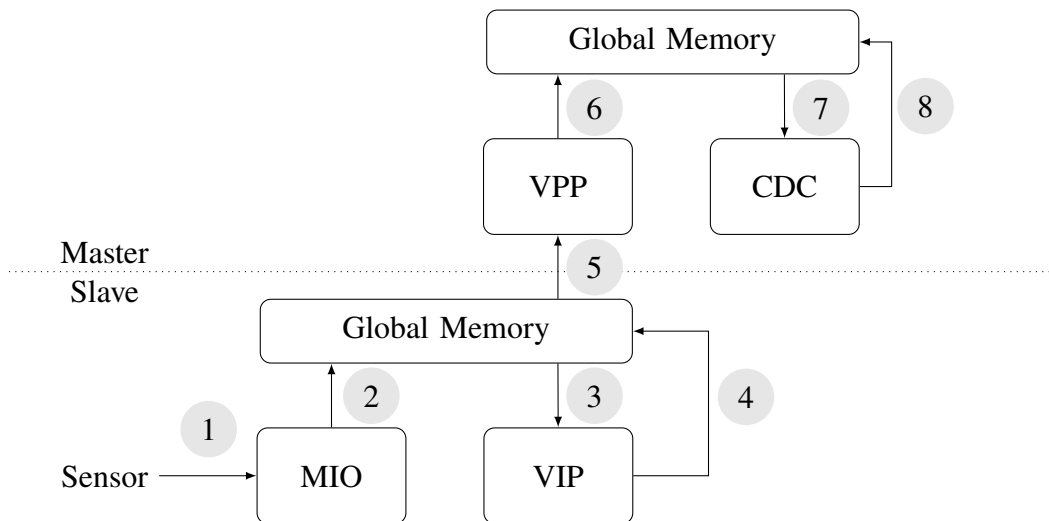 Global Memory
6
7
8
VPP
CDC
Master
Slave
5
Global Memory
1
2
3
4
Sensor
MIO
VIP